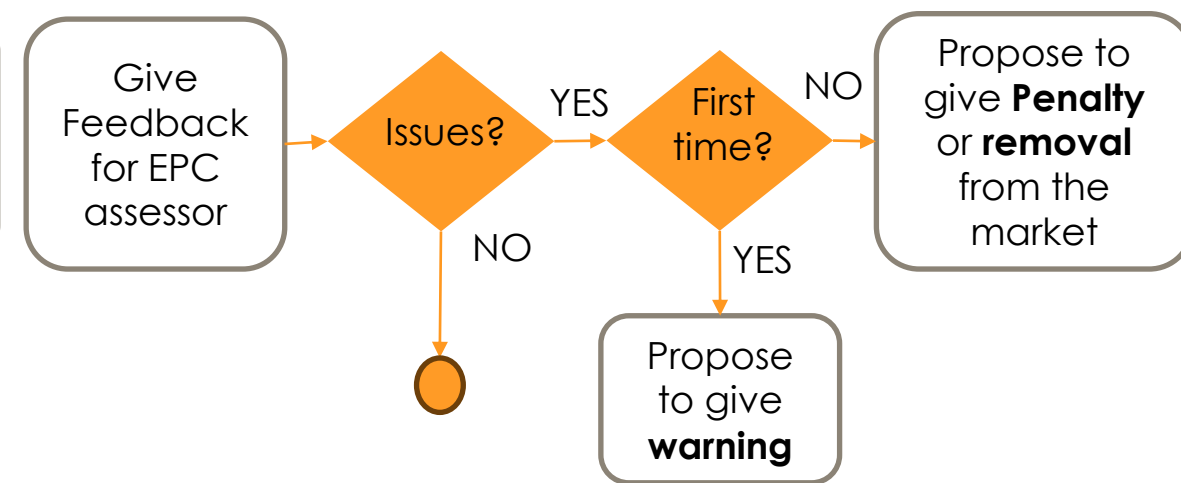 Give
Feedback
for EPC
assessor
Issues?
YES
NO
First
time?
NO
YES
Propose to
give Penalty
or removal
from the
market
Propose
to give
warning